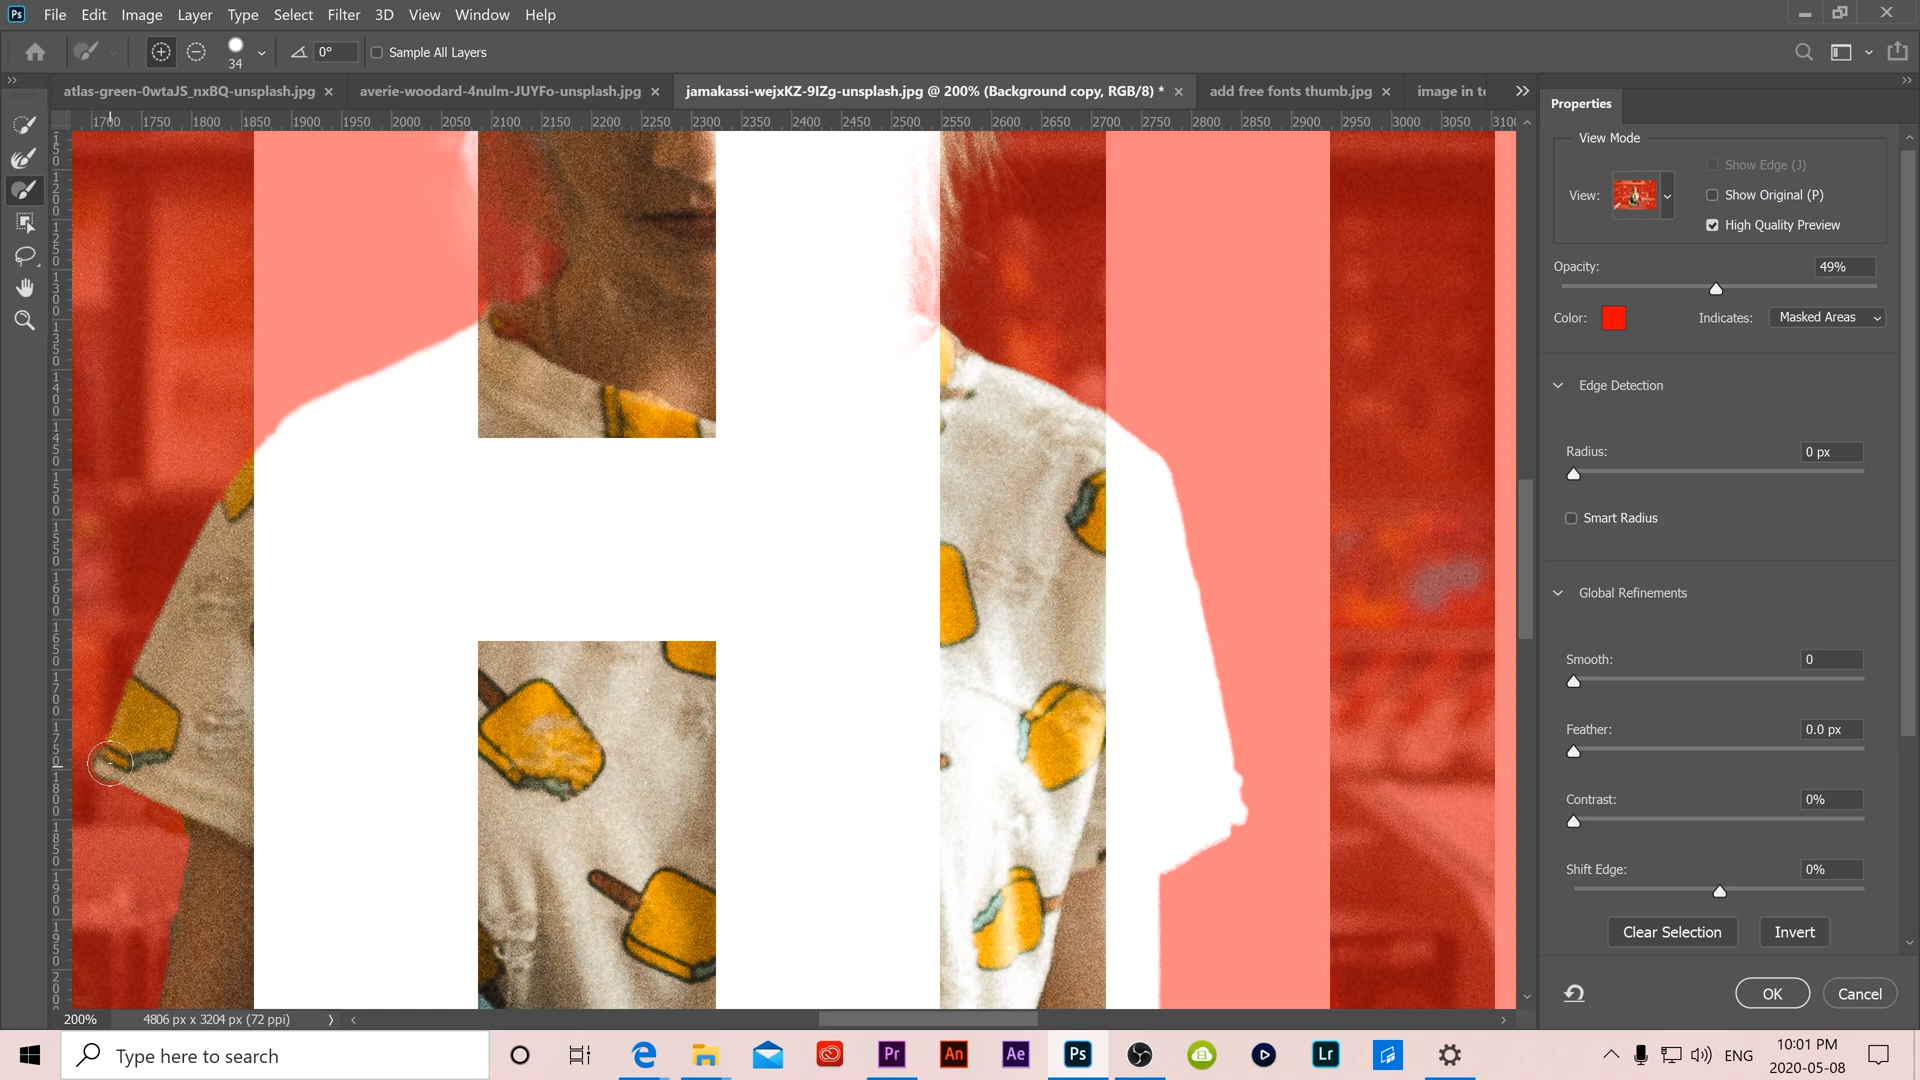 Ps File Edit Image Layer Type Select Filter 3D View Window Help
34 0° Sample All Layers
atlas-green-0wtaJS_nxBQ-unsplash.jpg × averie-woodard-4nulm-JUYFo-unsplash.jpg × jamakassi-wejxKZ-9IZg-unsplash.jpg @ 200% (Background copy, RGB/8) * × add free fonts thumb.jpg × image in te
Properties
1700 1750 1800 1850 1900 1950 2000 2050 2100 2150 2200 2250 2300 2350 2400 2450 2500 2550 2600 2650 2700 2750 2800 2850 2900 2950 3000 3050 3100
View Mode
Show Edge (J)
View:
Show Original (P)
High Quality Preview
Opacity: 49%
Color: Indicates: Masked Areas
Edge Detection
Radius: 0 px
Smart Radius
Global Refinements
Smooth: 0
Feather: 0.0 px
Contrast: 0%
Shift Edge: 0%
Clear Selection Invert
OK Cancel
200% 4806 px x 3204 px (72 ppi)
Type here to search
Pr An Ae Ps Lr
ENG
10:01 PM
2020-05-08